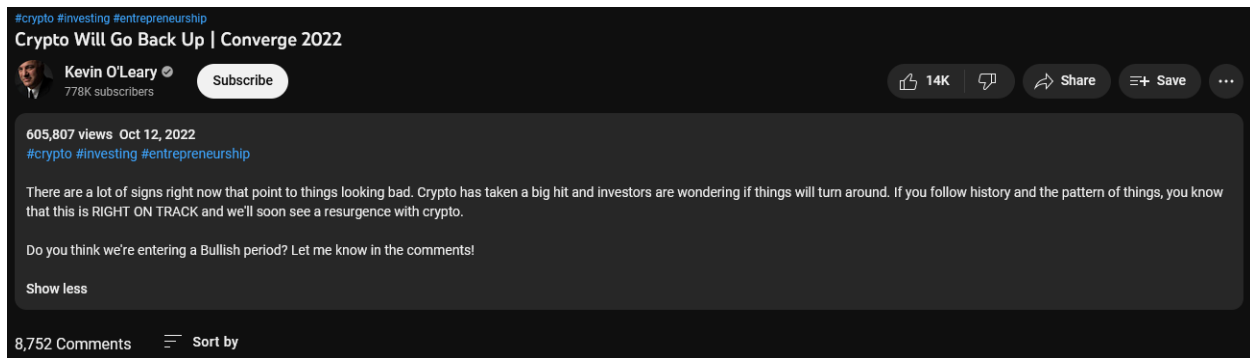 #crypto #investing #entrepreneurship
Crypto Will Go Back Up | Converge 2022
Kevin O'Leary
778K subscribers
Subscribe
14K
Share
Save
605,807 views Oct 12, 2022
#crypto #investing #entrepreneurship
There are a lot of signs right now that point to things looking bad. Crypto has taken a big hit and investors are wondering if things will turn around. If you follow history and the pattern of things, you know
that this is RIGHT ON TRACK and we'll soon see a resurgence with crypto.
Do you think we're entering a Bullish period? Let me know in the comments!
Show less
8,752 Comments
Sort by